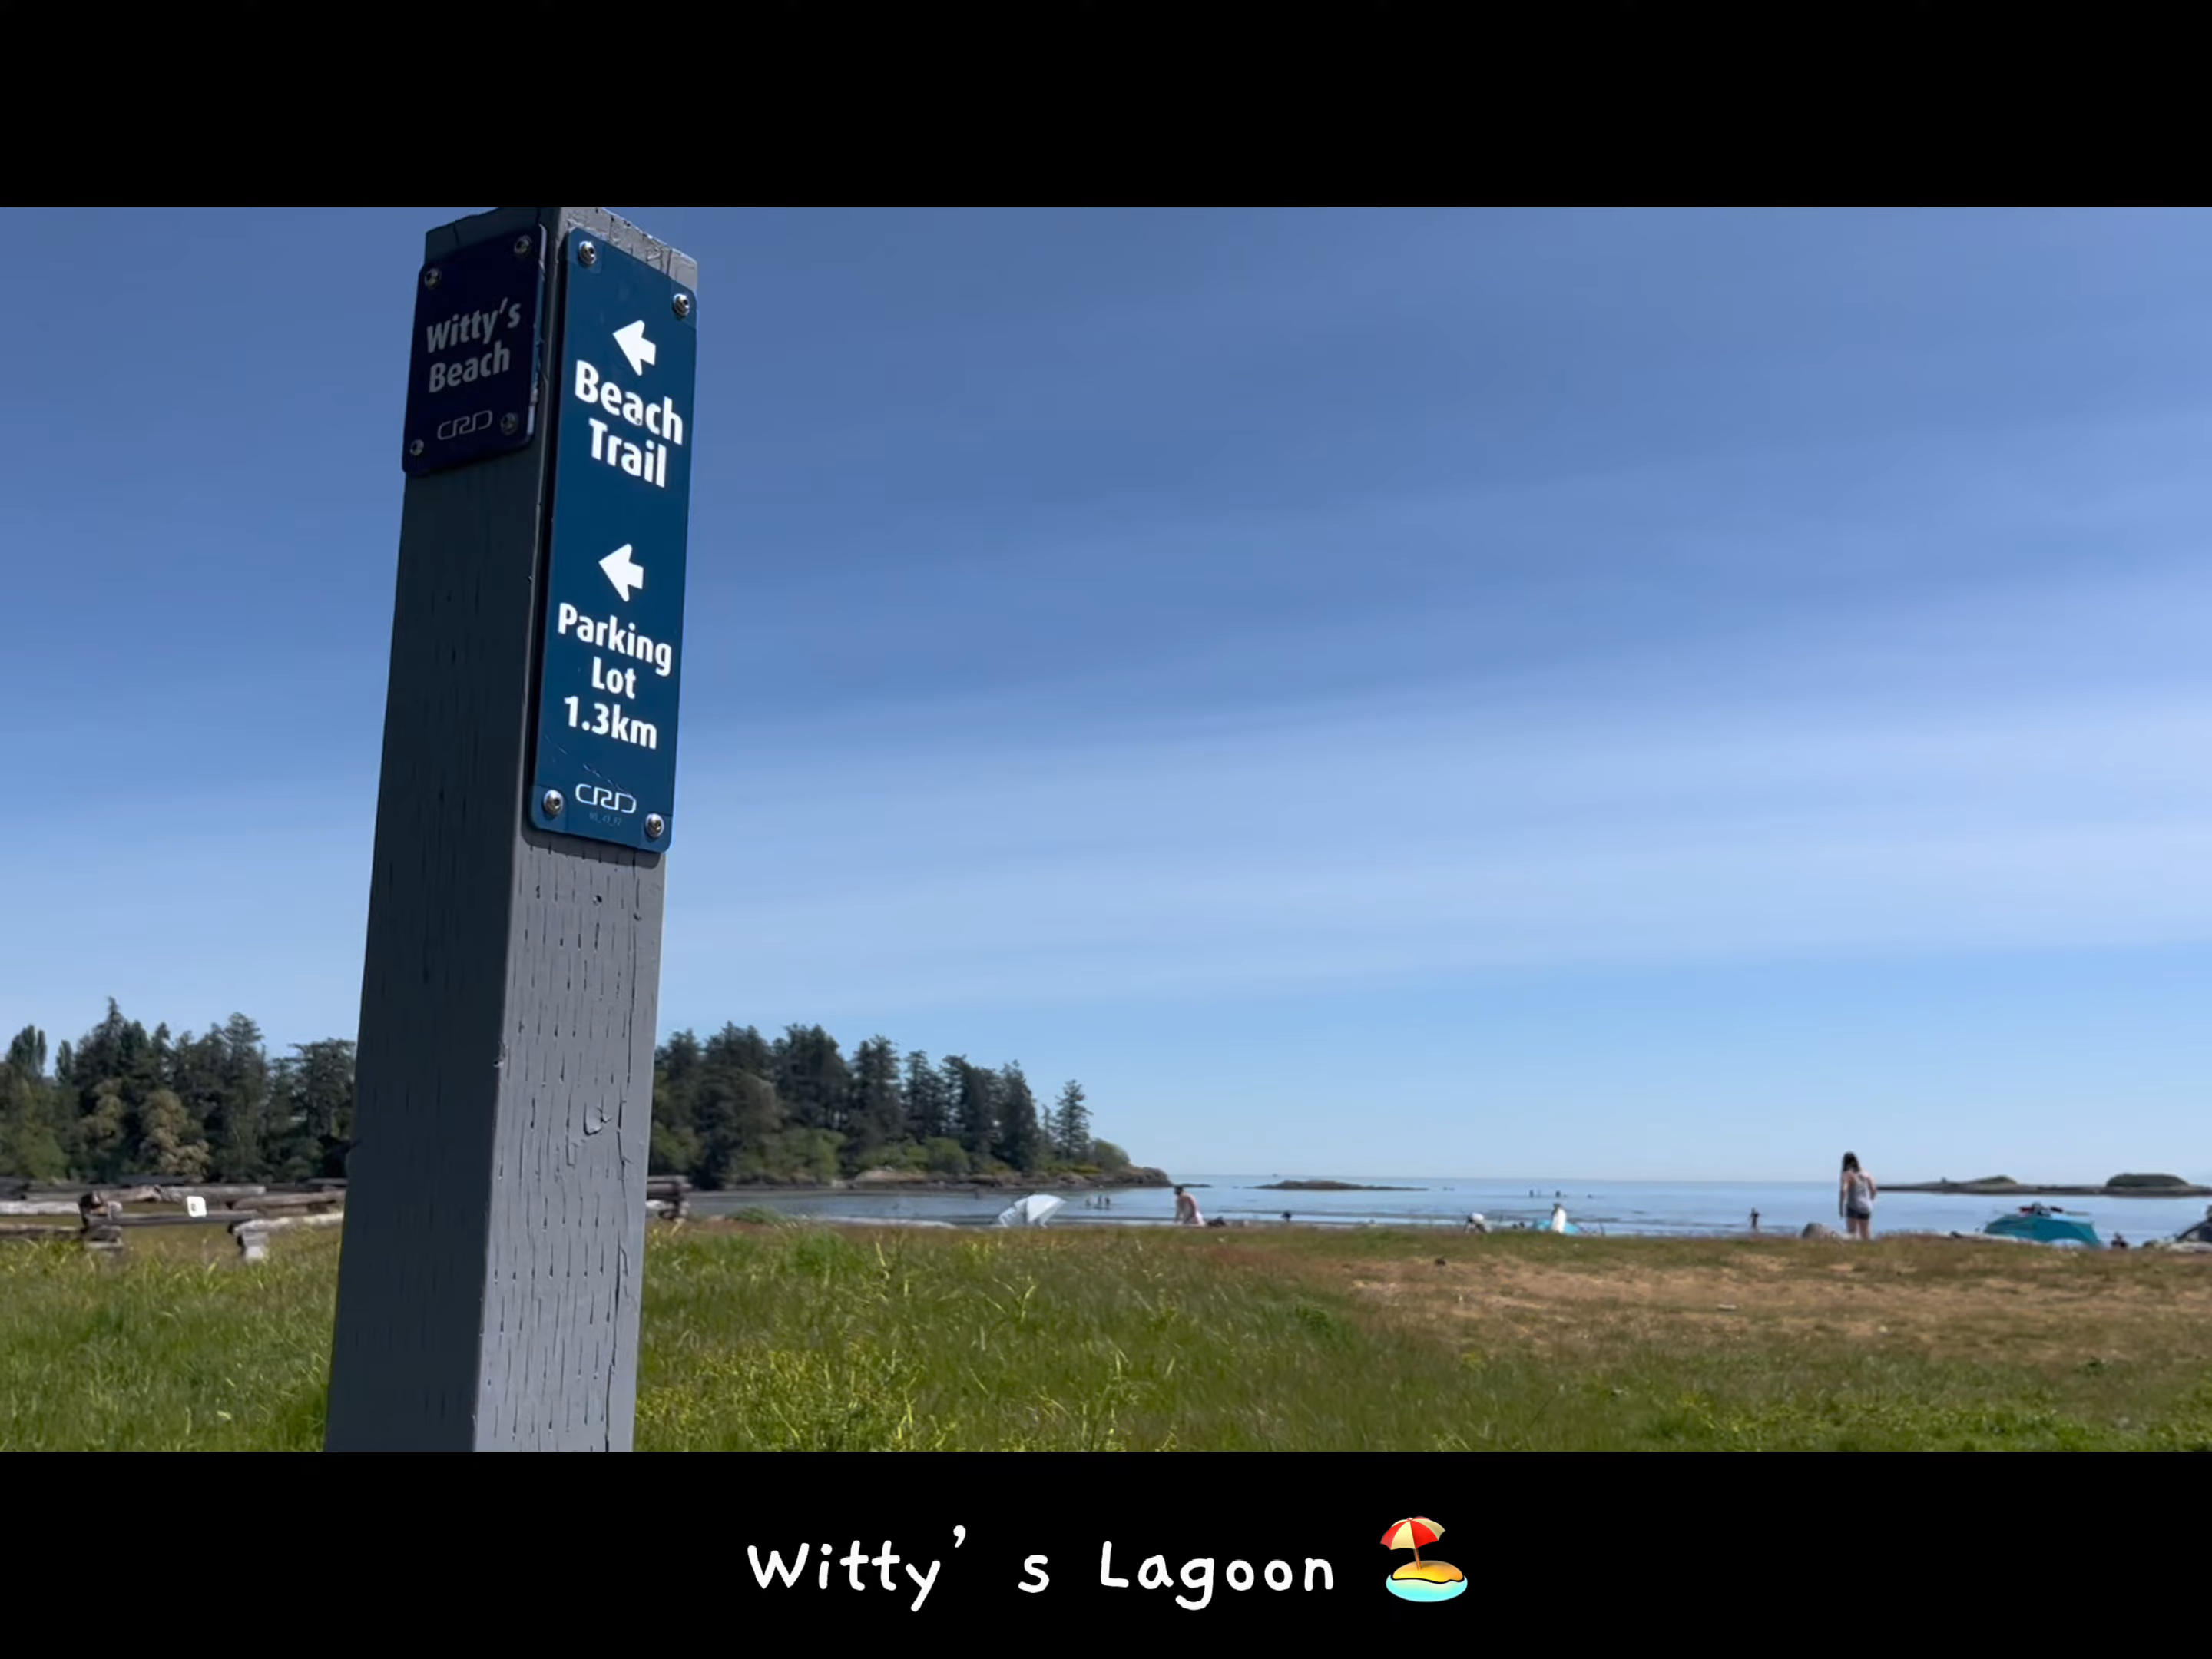 Witty's
Beach
CRD
Beach
Trail
Parking
Lot
1.3km
CRD
Witty's Lagoon 🏖️